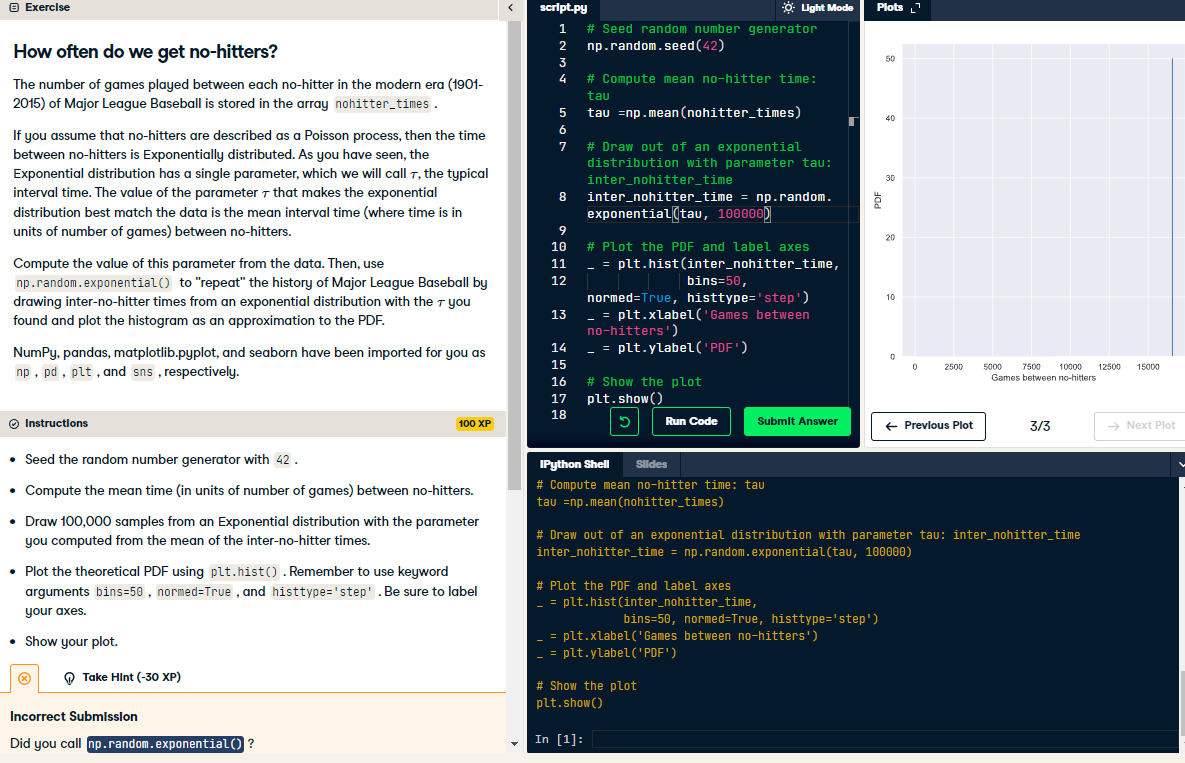 Exercise
How often do we get no-hitters?
The number of games played between each no-hitter in the modern era (1901-
2015) of Major League Baseball is stored in the array nohitter_times .
If you assume that no-hitters are described as a Poisson process, then the time
between no-hitters is Exponentially distributed. As you have seen, the
Exponential distribution has a single parameter, which we will call τ, the typical
interval time. The value of the parameter τ that makes the exponential
distribution best match the data is the mean interval time (where time is in
units of number of games) between no-hitters.
Compute the value of this parameter from the data. Then, use
np.random.exponential() to "repeat" the history of Major League Baseball by
drawing inter-no-hitter times from an exponential distribution with the τ you
found and plot the histogram as an approximation to the PDF.
NumPy, pandas, matplotlib.pyplot, and seaborn have been imported for you as
np , pd , plt , and sns , respectively.
Instructions 100 XP
• Seed the random number generator with 42 .
• Compute the mean time (in units of number of games) between no-hitters.
• Draw 100,000 samples from an Exponential distribution with the parameter
you computed from the mean of the inter-no-hitter times.
• Plot the theoretical PDF using plt.hist() . Remember to use keyword
arguments bins=50 , normed=True , and histtype='step' . Be sure to label
your axes.
• Show your plot.
Take Hint (-30 XP)
Incorrect Submission
Did you call np.random.exponential() ?
script.py Light Mode
1 # Seed random number generator
2 np.random.seed(42)
3
4 # Compute mean no-hitter time:
tau
5 tau =np.mean(nohitter_times)
6
7 # Draw out of an exponential
distribution with parameter tau:
inter_nohitter_time
8 inter_nohitter_time = np.random.
exponential(tau, 100000)
9
10 # Plot the PDF and label axes
11 _ = plt.hist(inter_nohitter_time,
12 bins=50,
normed=True, histtype='step')
13 _ = plt.xlabel('Games between
no-hitters')
14 _ = plt.ylabel('PDF')
15
16 # Show the plot
17 plt.show()
18
Run Code Submit Answer
Plots
50
40
30
20
10
0
PDF
0 2500 5000 7500 10000 12500 15000
Games between no-hitters
← Previous Plot 3/3 → Next Plot
IPython Shell Slides
# Compute mean no-hitter time: tau
tau =np.mean(nohitter_times)
# Draw out of an exponential distribution with parameter tau: inter_nohitter_time
inter_nohitter_time = np.random.exponential(tau, 100000)
# Plot the PDF and label axes
_ = plt.hist(inter_nohitter_time,
bins=50, normed=True, histtype='step')
_ = plt.xlabel('Games between no-hitters')
_ = plt.ylabel('PDF')
# Show the plot
plt.show()
In [1]: